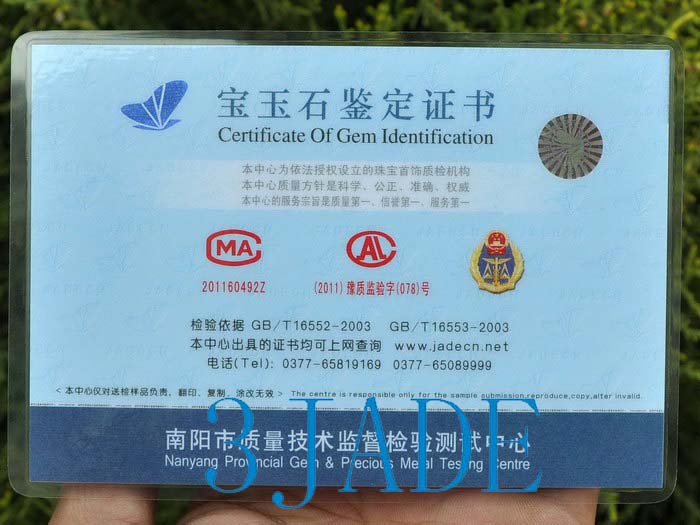 宝玉石鉴定证书
Certificate Of Gem Identification
本中心为依法授权设立的珠宝首饰质检机构
本中心质量方针是科学、公正、准确、权威
本中心的服务宗旨是质量第一、信誉第一、服务第一
MA
AL
201160492Z
(2011)豫质监验字(078)号
检验依据 GB/T16552-2003 GB/T16553-2003
本中心出具的证书均可上网查询 www.jadecn.net
电话(Tel): 0377-65819169 0377-65089999
<本中心仅对送检样品负责、翻印、复制、涂改无效> The centre is responsible only for the sample submission,reproduce,copy,alter invalid.
3JADE
南阳市质量技术监督检验测试中心
Nanyang Provincial Gem & Precious Metal Testing Centre